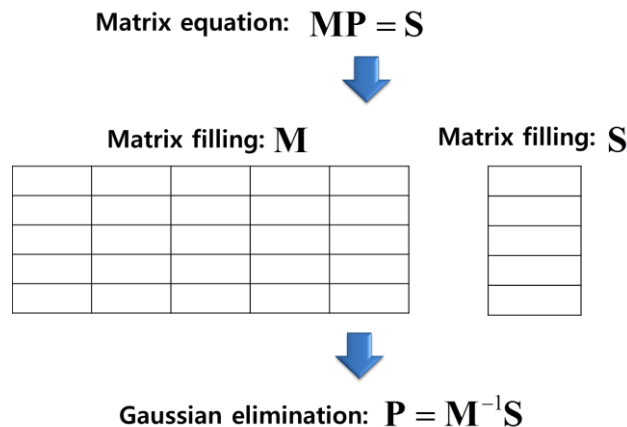 Matrix equation: MP = S
Matrix filling: M
Matrix filling: S
Gaussian elimination: P = M⁻¹S